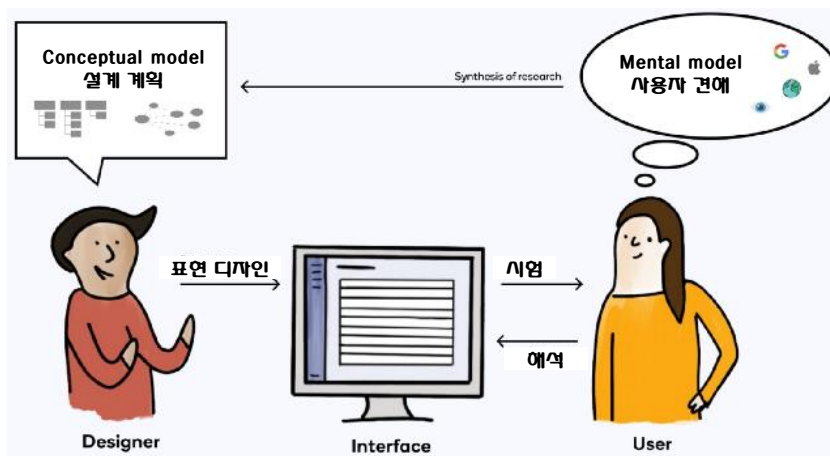 Conceptual model
설계 계획
Synthesis of research
Mental model
사용자 견해
표현 디자인
시험
해석
Designer
Interface
User